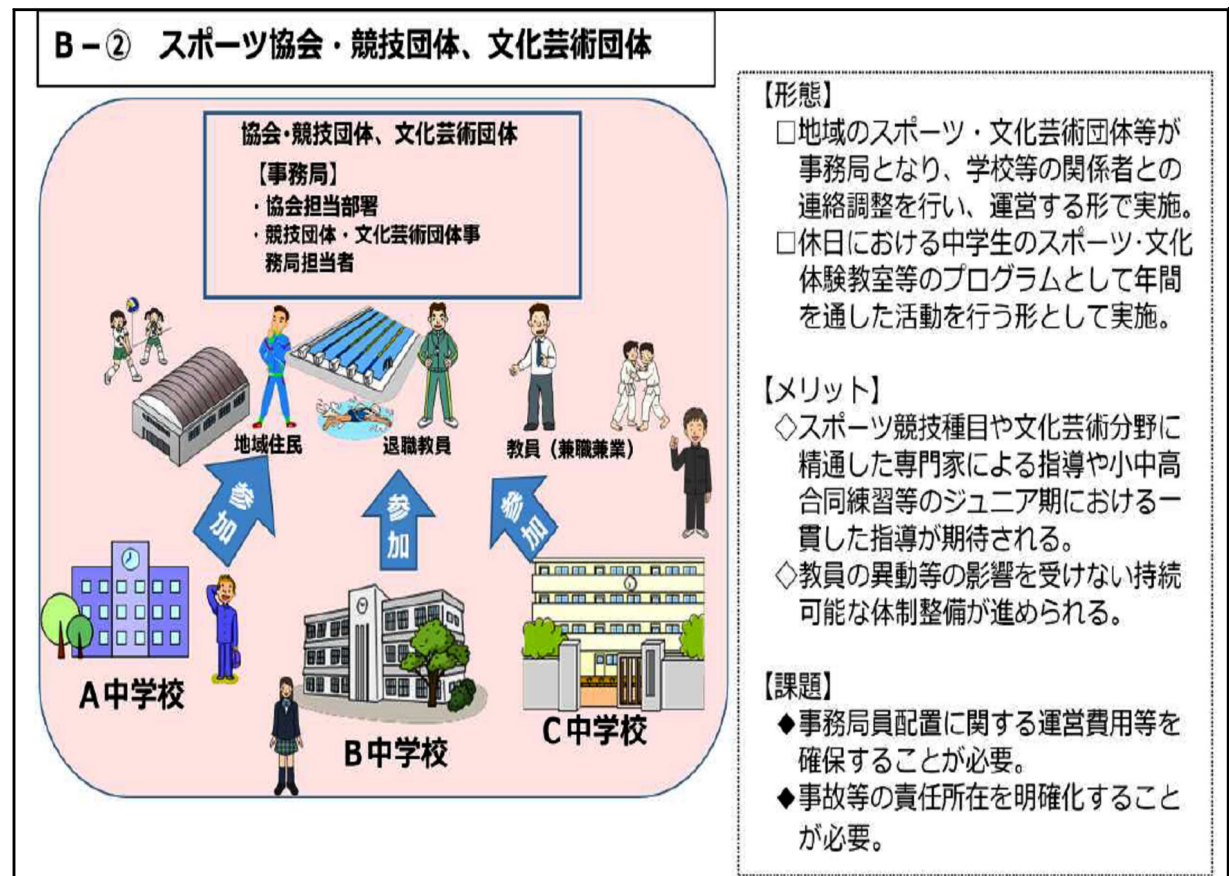 B－② スポーツ協会・競技団体、文化芸術団体
協会・競技団体、文化芸術団体
【事務局】
・協会担当部署
・競技団体・文化芸術団体事
務局担当者
地域住民
退職教員
教員（兼職兼業）
参加
参加
参加
A中学校
B中学校
C中学校
【形態】
□地域のスポーツ・文化芸術団体等が
事務局となり、学校等の関係者との
連絡調整を行い、運営する形で実施。
□休日における中学生のスポーツ・文化
体験教室等のプログラムとして年間
を通した活動を行う形として実施。
【メリット】
◇スポーツ競技種目や文化芸術分野に
精通した専門家による指導や小中高
合同練習等のジュニア期における一
貫した指導が期待される。
◇教員の異動等の影響を受けない持続
可能な体制整備が進められる。
【課題】
◆事務局員配置に関する運営費用等を
確保することが必要。
◆事故等の責任所在を明確化すること
が必要。